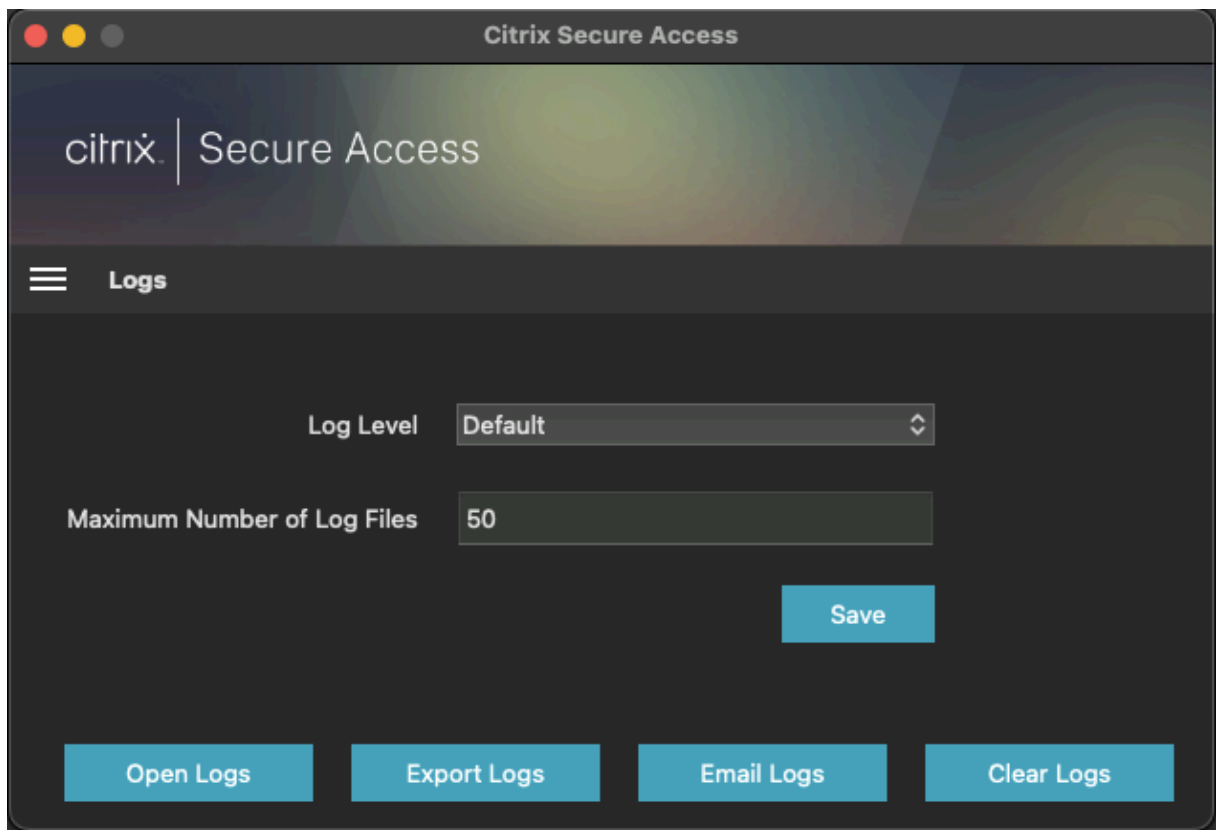 Citrix Secure Access
citrix™ | Secure Access
Logs
Log Level Default
Maximum Number of Log Files 50
Save
Open Logs Export Logs Email Logs Clear Logs